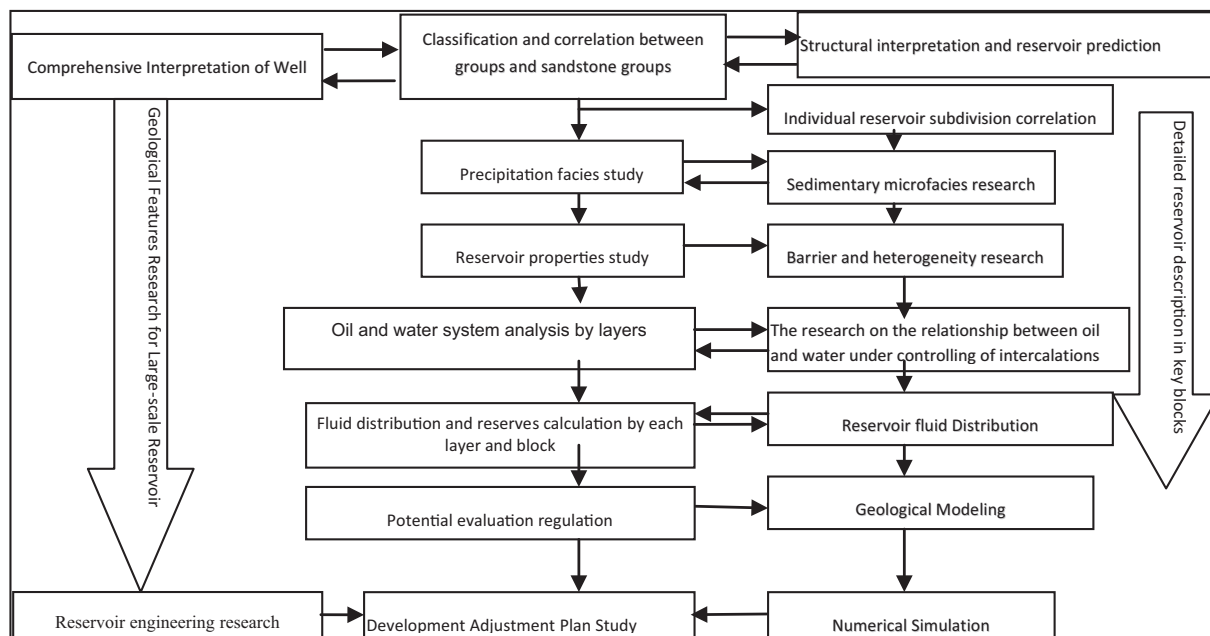 Classification and correlation between
groups and sandstone groups
Structural interpretation and reservoir prediction
Comprehensive Interpretation of Well
Individual reservoir subdivision correlation
Geological Features Research for Large-scale Reservoir
Detailed reservoir description in key blocks
Precipitation facies study
Sedimentary microfacies research
Reservoir properties study
Barrier and heterogeneity research
Oil and water system analysis by layers
The research on the relationship between oil
and water under controlling of intercalations
Fluid distribution and reserves calculation by each
layer and block
Reservoir fluid Distribution
Potential evaluation regulation
Geological Modeling
Reservoir engineering research
Development Adjustment Plan Study
Numerical Simulation